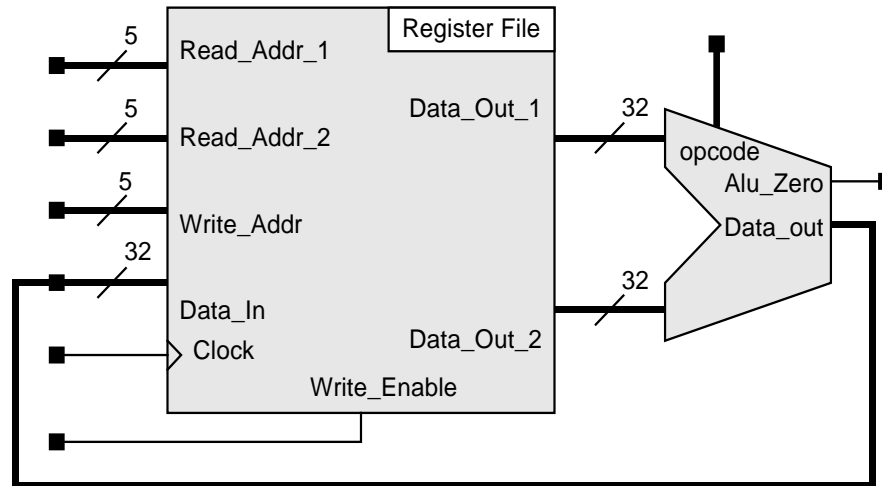 Register File
5
Read_Addr_1
5
Read_Addr_2
5
Write_Addr
32
Data_In
Clock
Write_Enable
Data_Out_1
32
Data_Out_2
32
opcode
Alu_Zero
Data_out